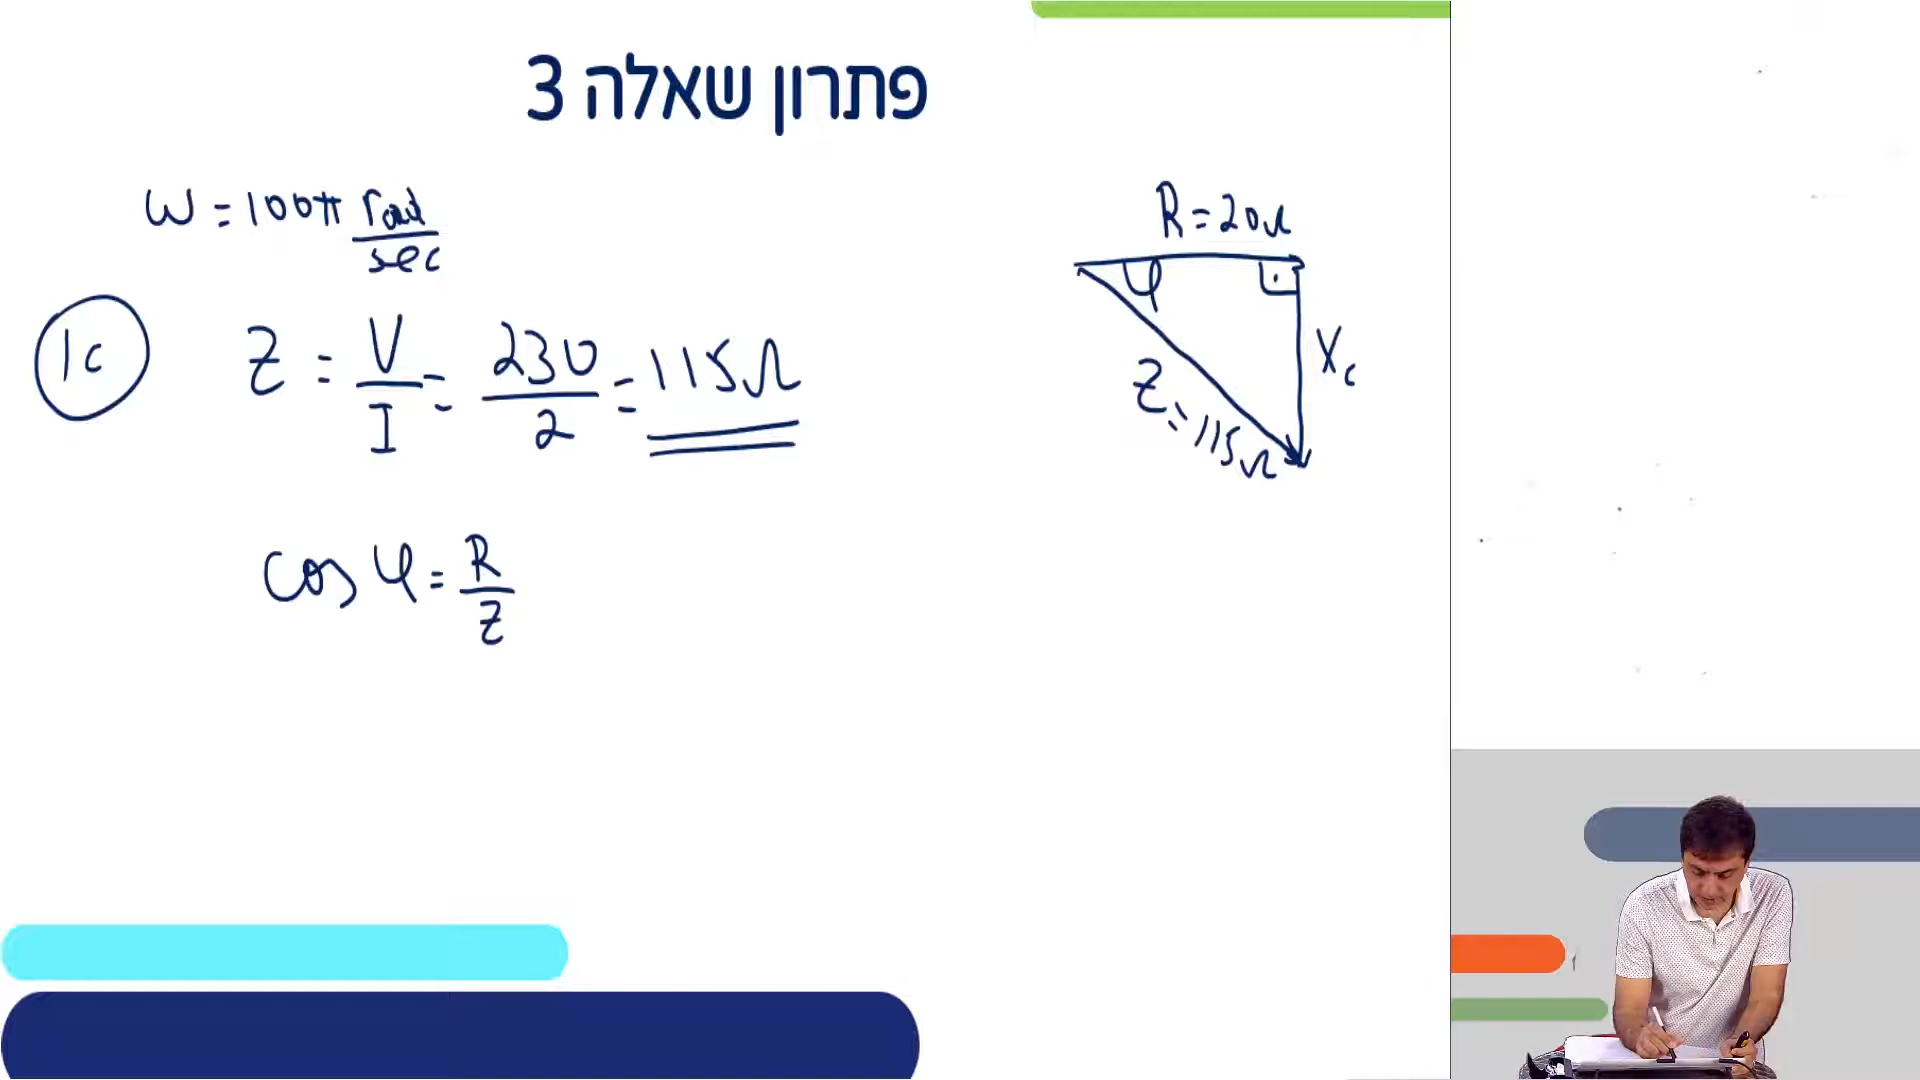 פתרון שאלה 3
ω = 100π rad/sec
R = 20Ω
φ
1c
Z = V/I = 230/2 = 115Ω
Xc
Z = 115Ω
cos φ = R/Z